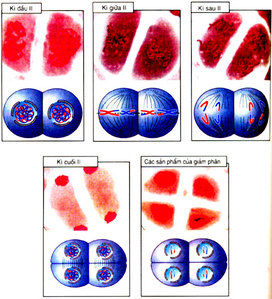 Kì đầu II
Kì giữa II
Kì sau II
Kì cuối II
Các sản phẩm của giảm phân